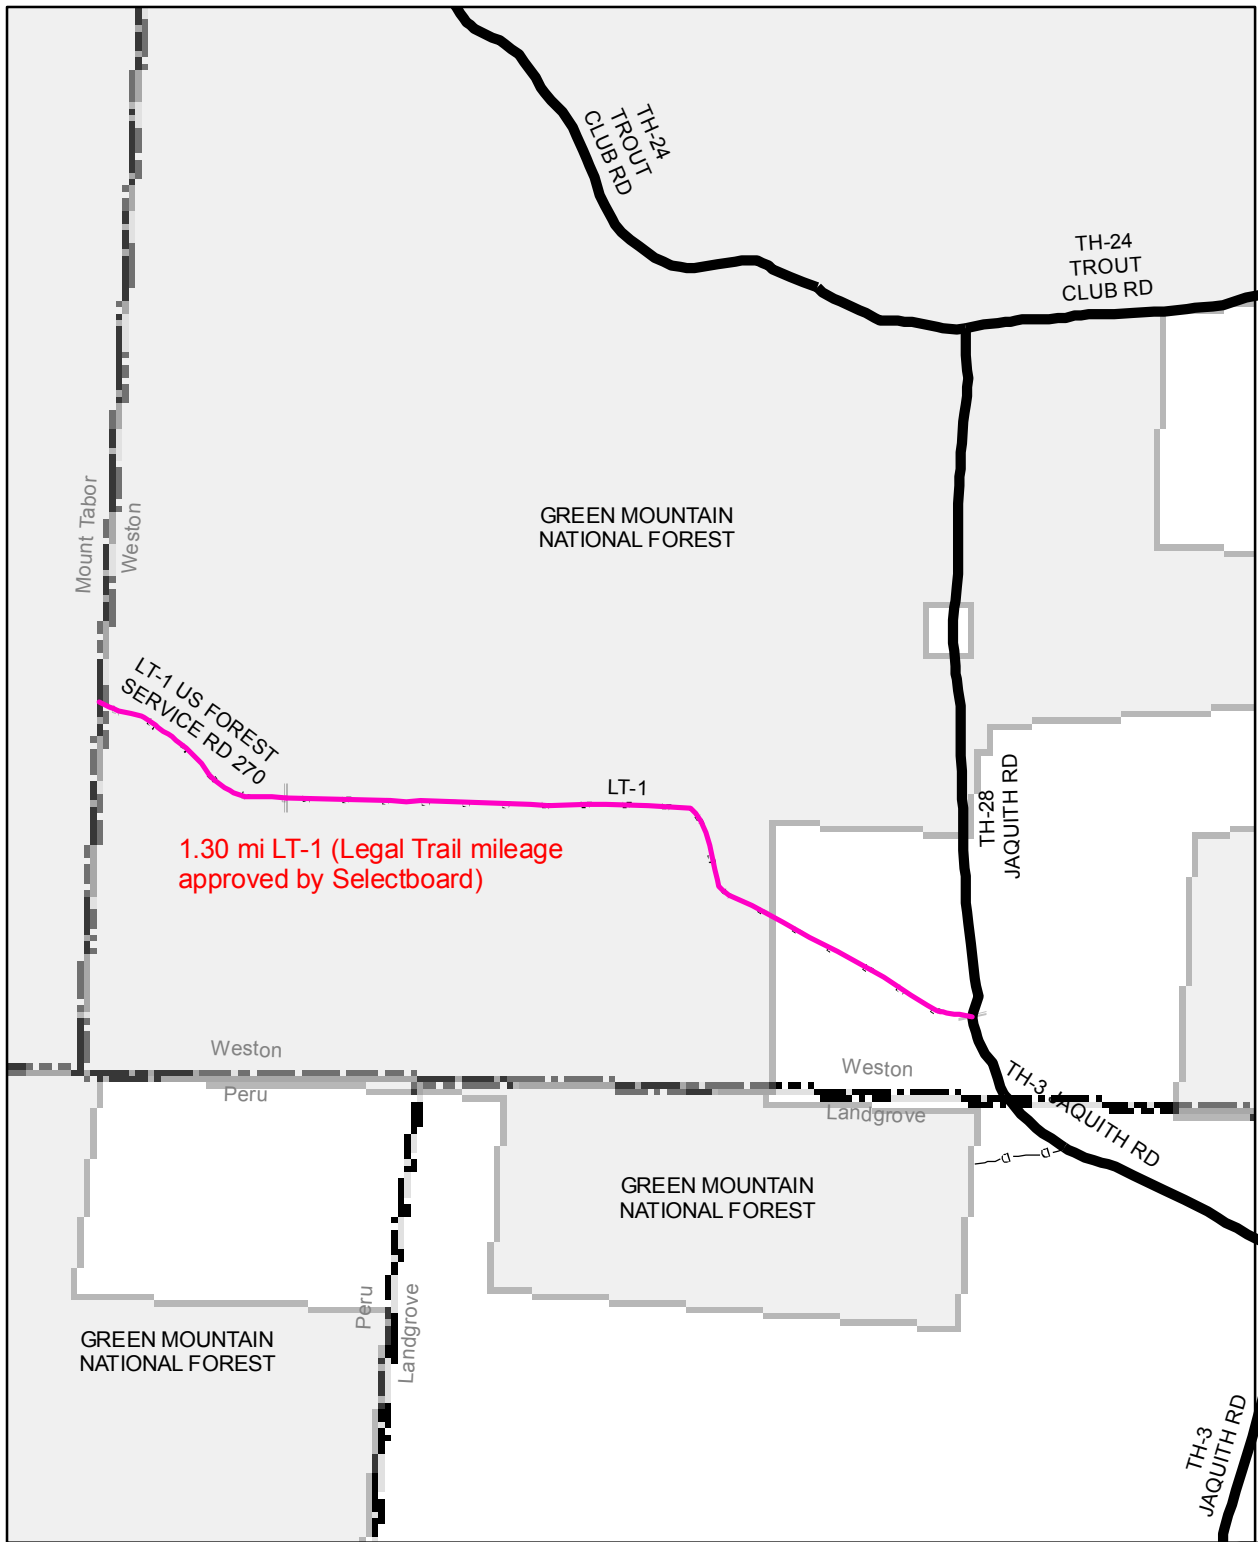 TH-24
TROUT
CLUB RD
TH-24
TROUT
CLUB RD
Mount Tabor
Weston
GREEN MOUNTAIN
NATIONAL FOREST
LT-1 US FOREST
SERVICE RD 270
LT-1
TH-28
JAQUITH RD
1.30 mi LT-1 (Legal Trail mileage
approved by Selectboard)
Weston
Peru
Weston
Landgrove
TH-3 JAQUITH RD
GREEN MOUNTAIN
NATIONAL FOREST
Peru
Landgrove
GREEN MOUNTAIN
NATIONAL FOREST
TH-3
JAQUITH RD